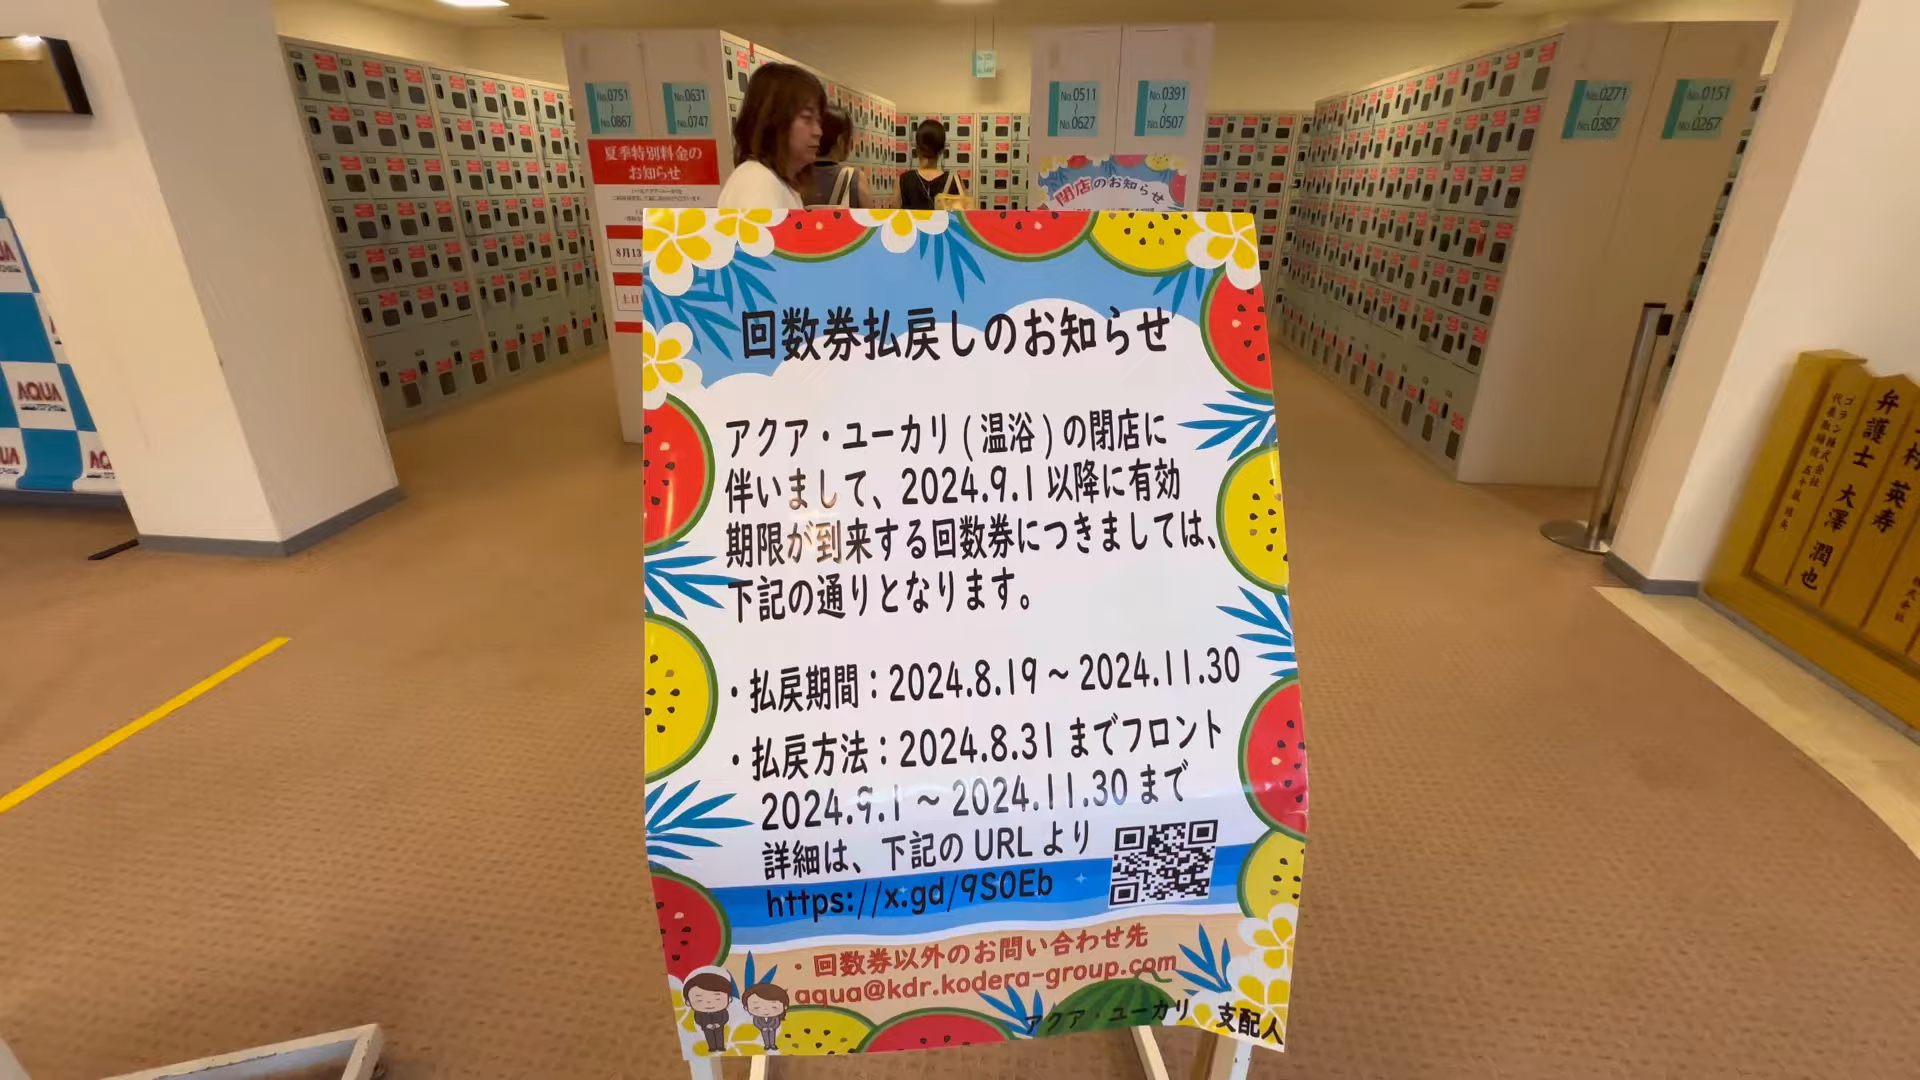 No.0751
～
No.0867
No.0631
～
No.0747
No.0511
～
No.0627
No.0391
～
No.0507
No.0271
～
No.0387
No.0151
～
No.0267
夏季特別料金の
お知らせ
8月13
土日
閉店のお知らせ
回数券払戻しのお知らせ
アクア・ユーカリ(温浴)の閉店に
伴いまして、2024.9.1以降に有効
期限が到来する回数券につきましては、
下記の通りとなります。
・払戻期間：2024.8.19～2024.11.30
・払戻方法：2024.8.31までフロント
2024.9.1～2024.11.30まで
詳細は、下記のURLより
https://x.gd/9S0Eb
・回数券以外のお問い合わせ先
aqua@kdr.kodera-group.com
アクア・ユーカリ 支配人
AQUA
弁護士 大澤 潤也
英寿